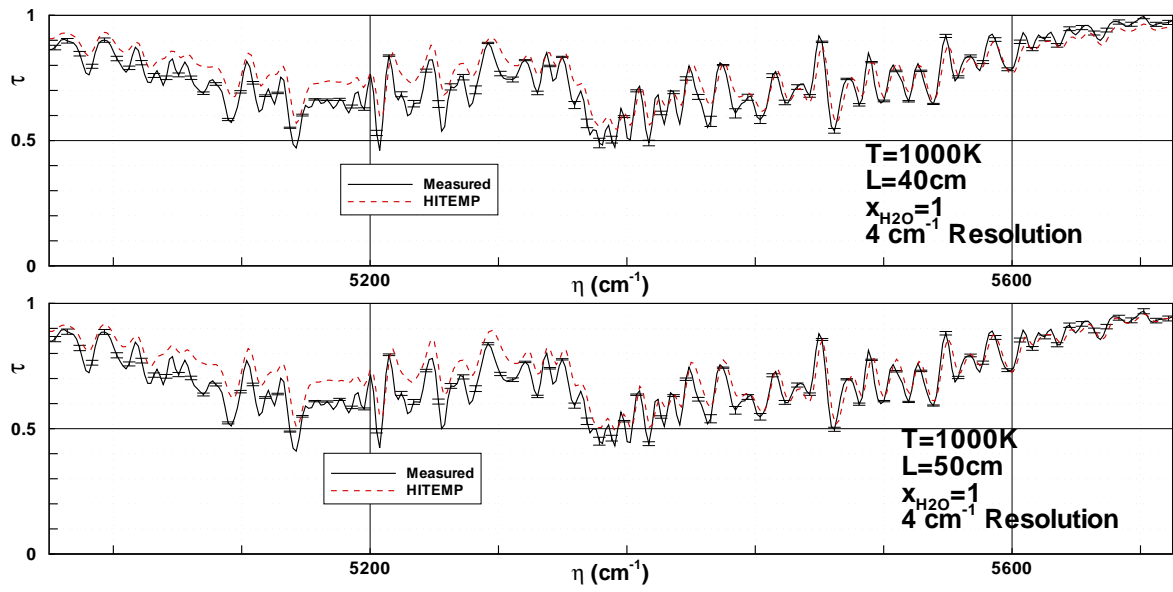 1
τ
0.5
0
5200
5600
η (cm-1)
Measured
HITEMP
T=1000K
L=40cm
xH2O=1
4 cm-1 Resolution
1
τ
0.5
0
5200
5600
η (cm-1)
Measured
HITEMP
T=1000K
L=50cm
xH2O=1
4 cm-1 Resolution